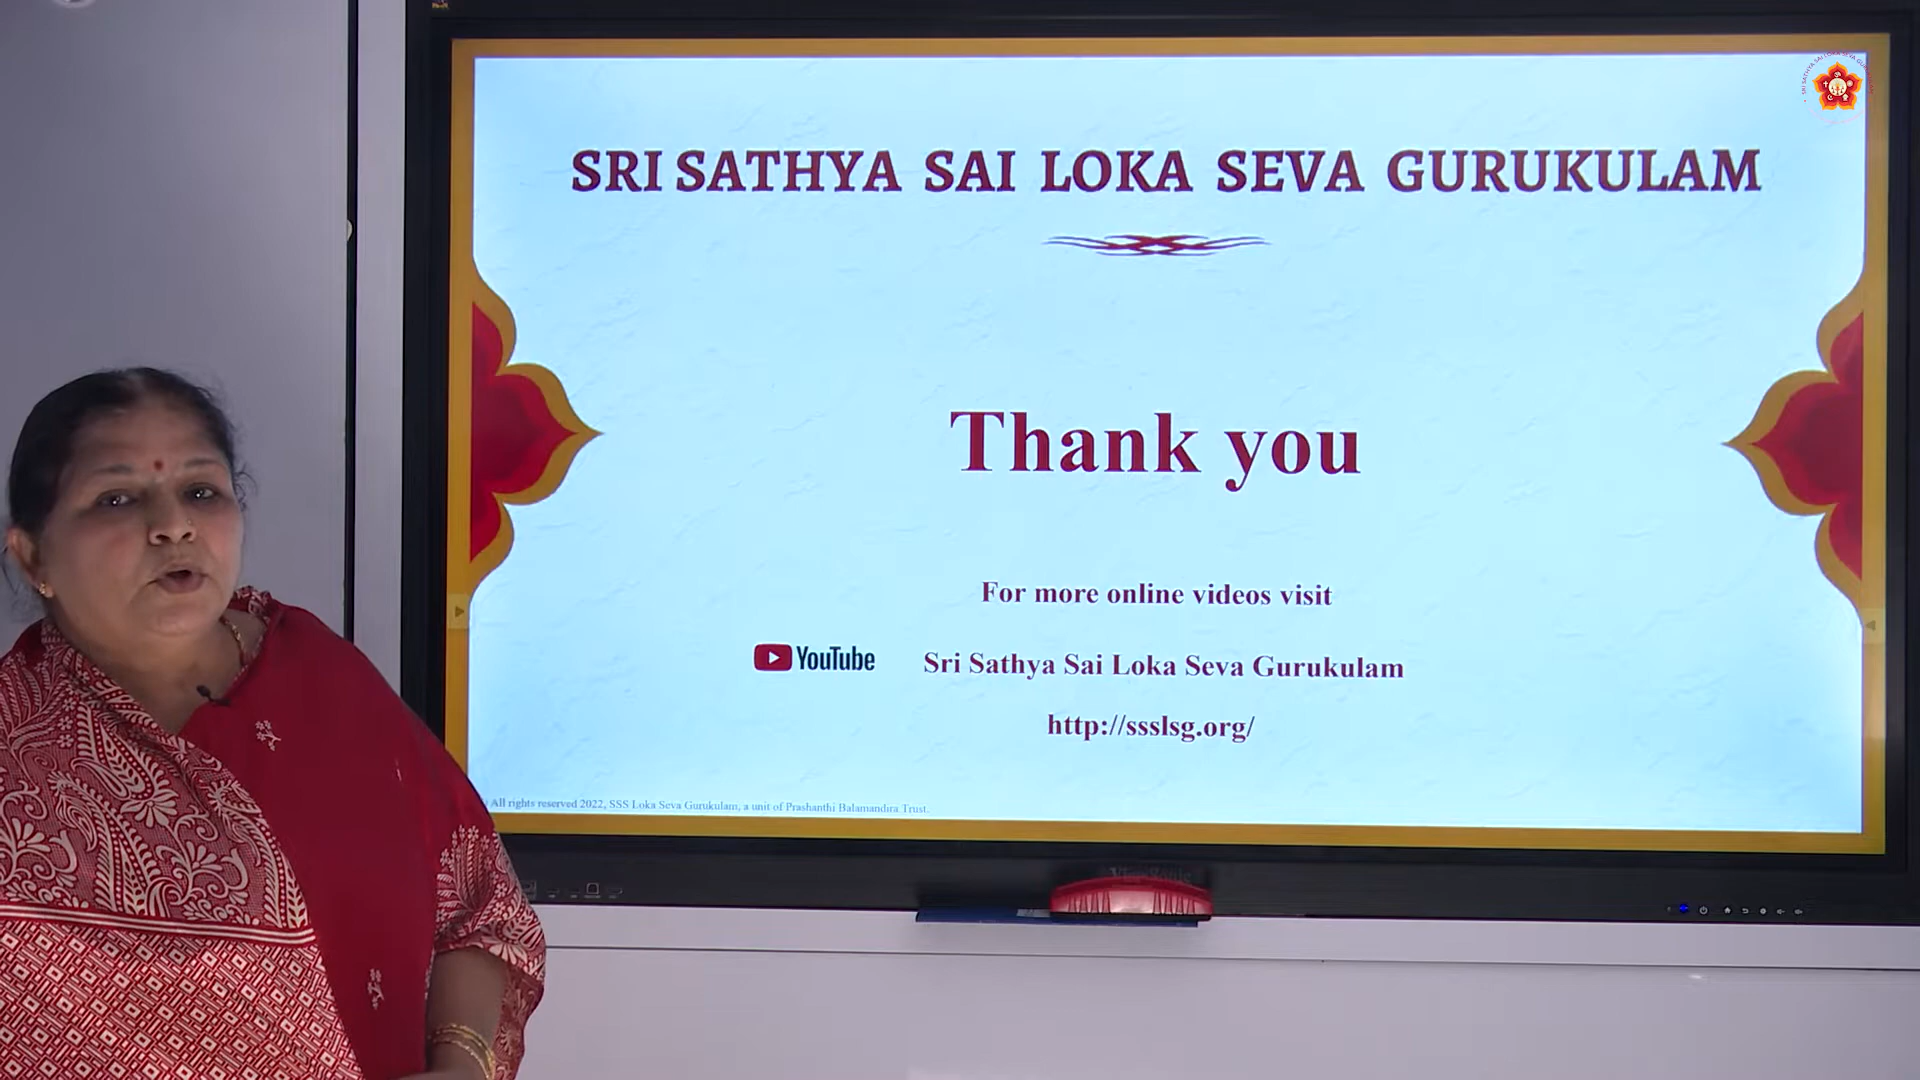 SRI SATHYA SAI LOKA SEVA GURUKULAM
Thank you
For more online videos visit
YouTube Sri Sathya Sai Loka Seva Gurukulam
http://ssslsg.org/
All rights reserved 2022, SSS Loka Seva Gurukulam, a unit of Prashanthi Balamandira Trust.
ViewSonic